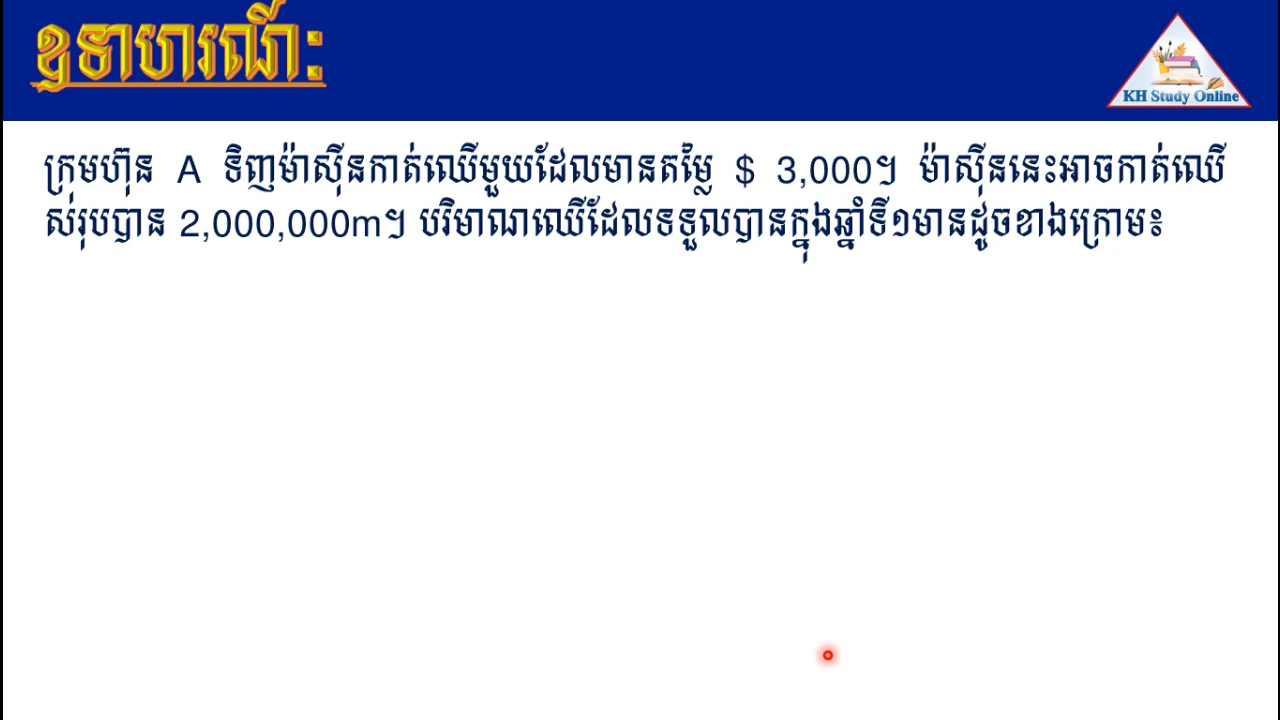 ឧទាហរណ៍ៈ
KH Study Online
ក្រុមហ៊ុន A ទិញម៉ាស៊ីនកាត់ឈើមួយដែលមានតម្លៃ $ 3,000។ ម៉ាស៊ីននេះអាចកាត់ឈើ
សរុបបាន 2,000,000m។ បរិមាណឈើដែលទទួលបានក្នុងឆ្នាំទី១មានដូចខាងក្រោម៖